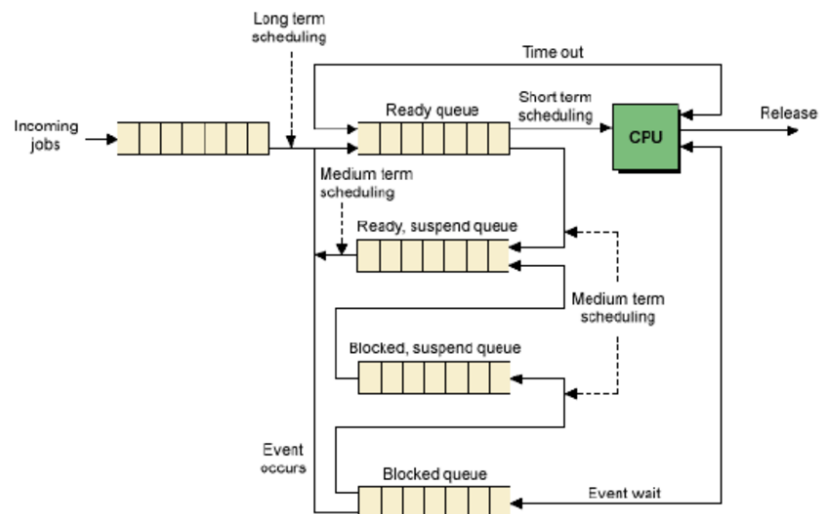 Long term
scheduling
Time out
Ready queue
Short term
scheduling
Release
Incoming
jobs
CPU
Medium term
scheduling
Ready, suspend queue
Medium term
scheduling
Blocked, suspend queue
Event
occurs
Blocked queue
Event wait